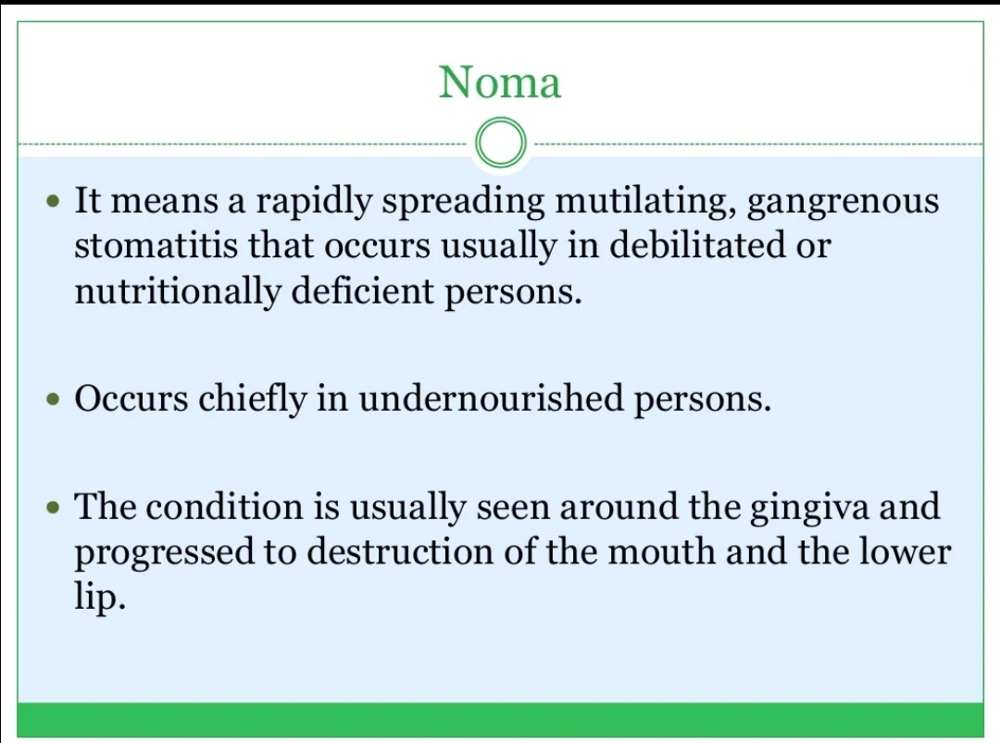 Noma
• It means a rapidly spreading mutilating, gangrenous
stomatitis that occurs usually in debilitated or
nutritionally deficient persons.
• Occurs chiefly in undernourished persons.
• The condition is usually seen around the gingiva and
progressed to destruction of the mouth and the lower
lip.